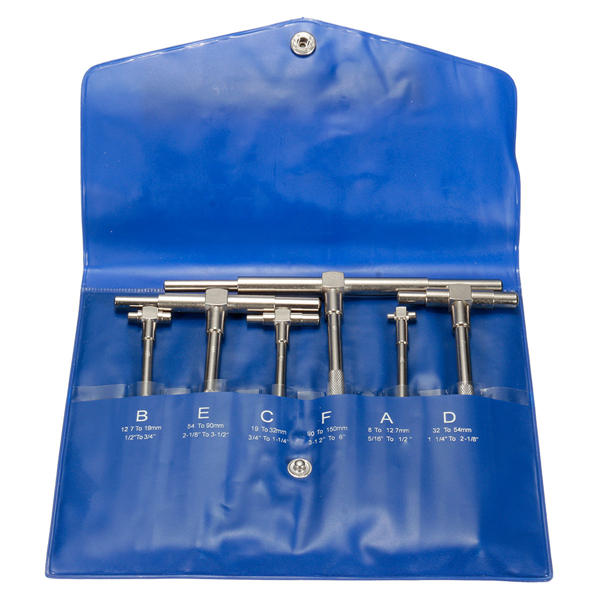 B
12 7 To 19mm
1/2" To 3/4"
E
54 To 90mm
2-1/8" To 3-1/2"
C
19 To 32mm
3/4" To 1-1/4"
F
90 To 150mm
3-1 2" To 6"
A
8 To 12.7mm
5/16" To 1/2"
D
32 To 54mm
1 1/4" To 2-1/8"